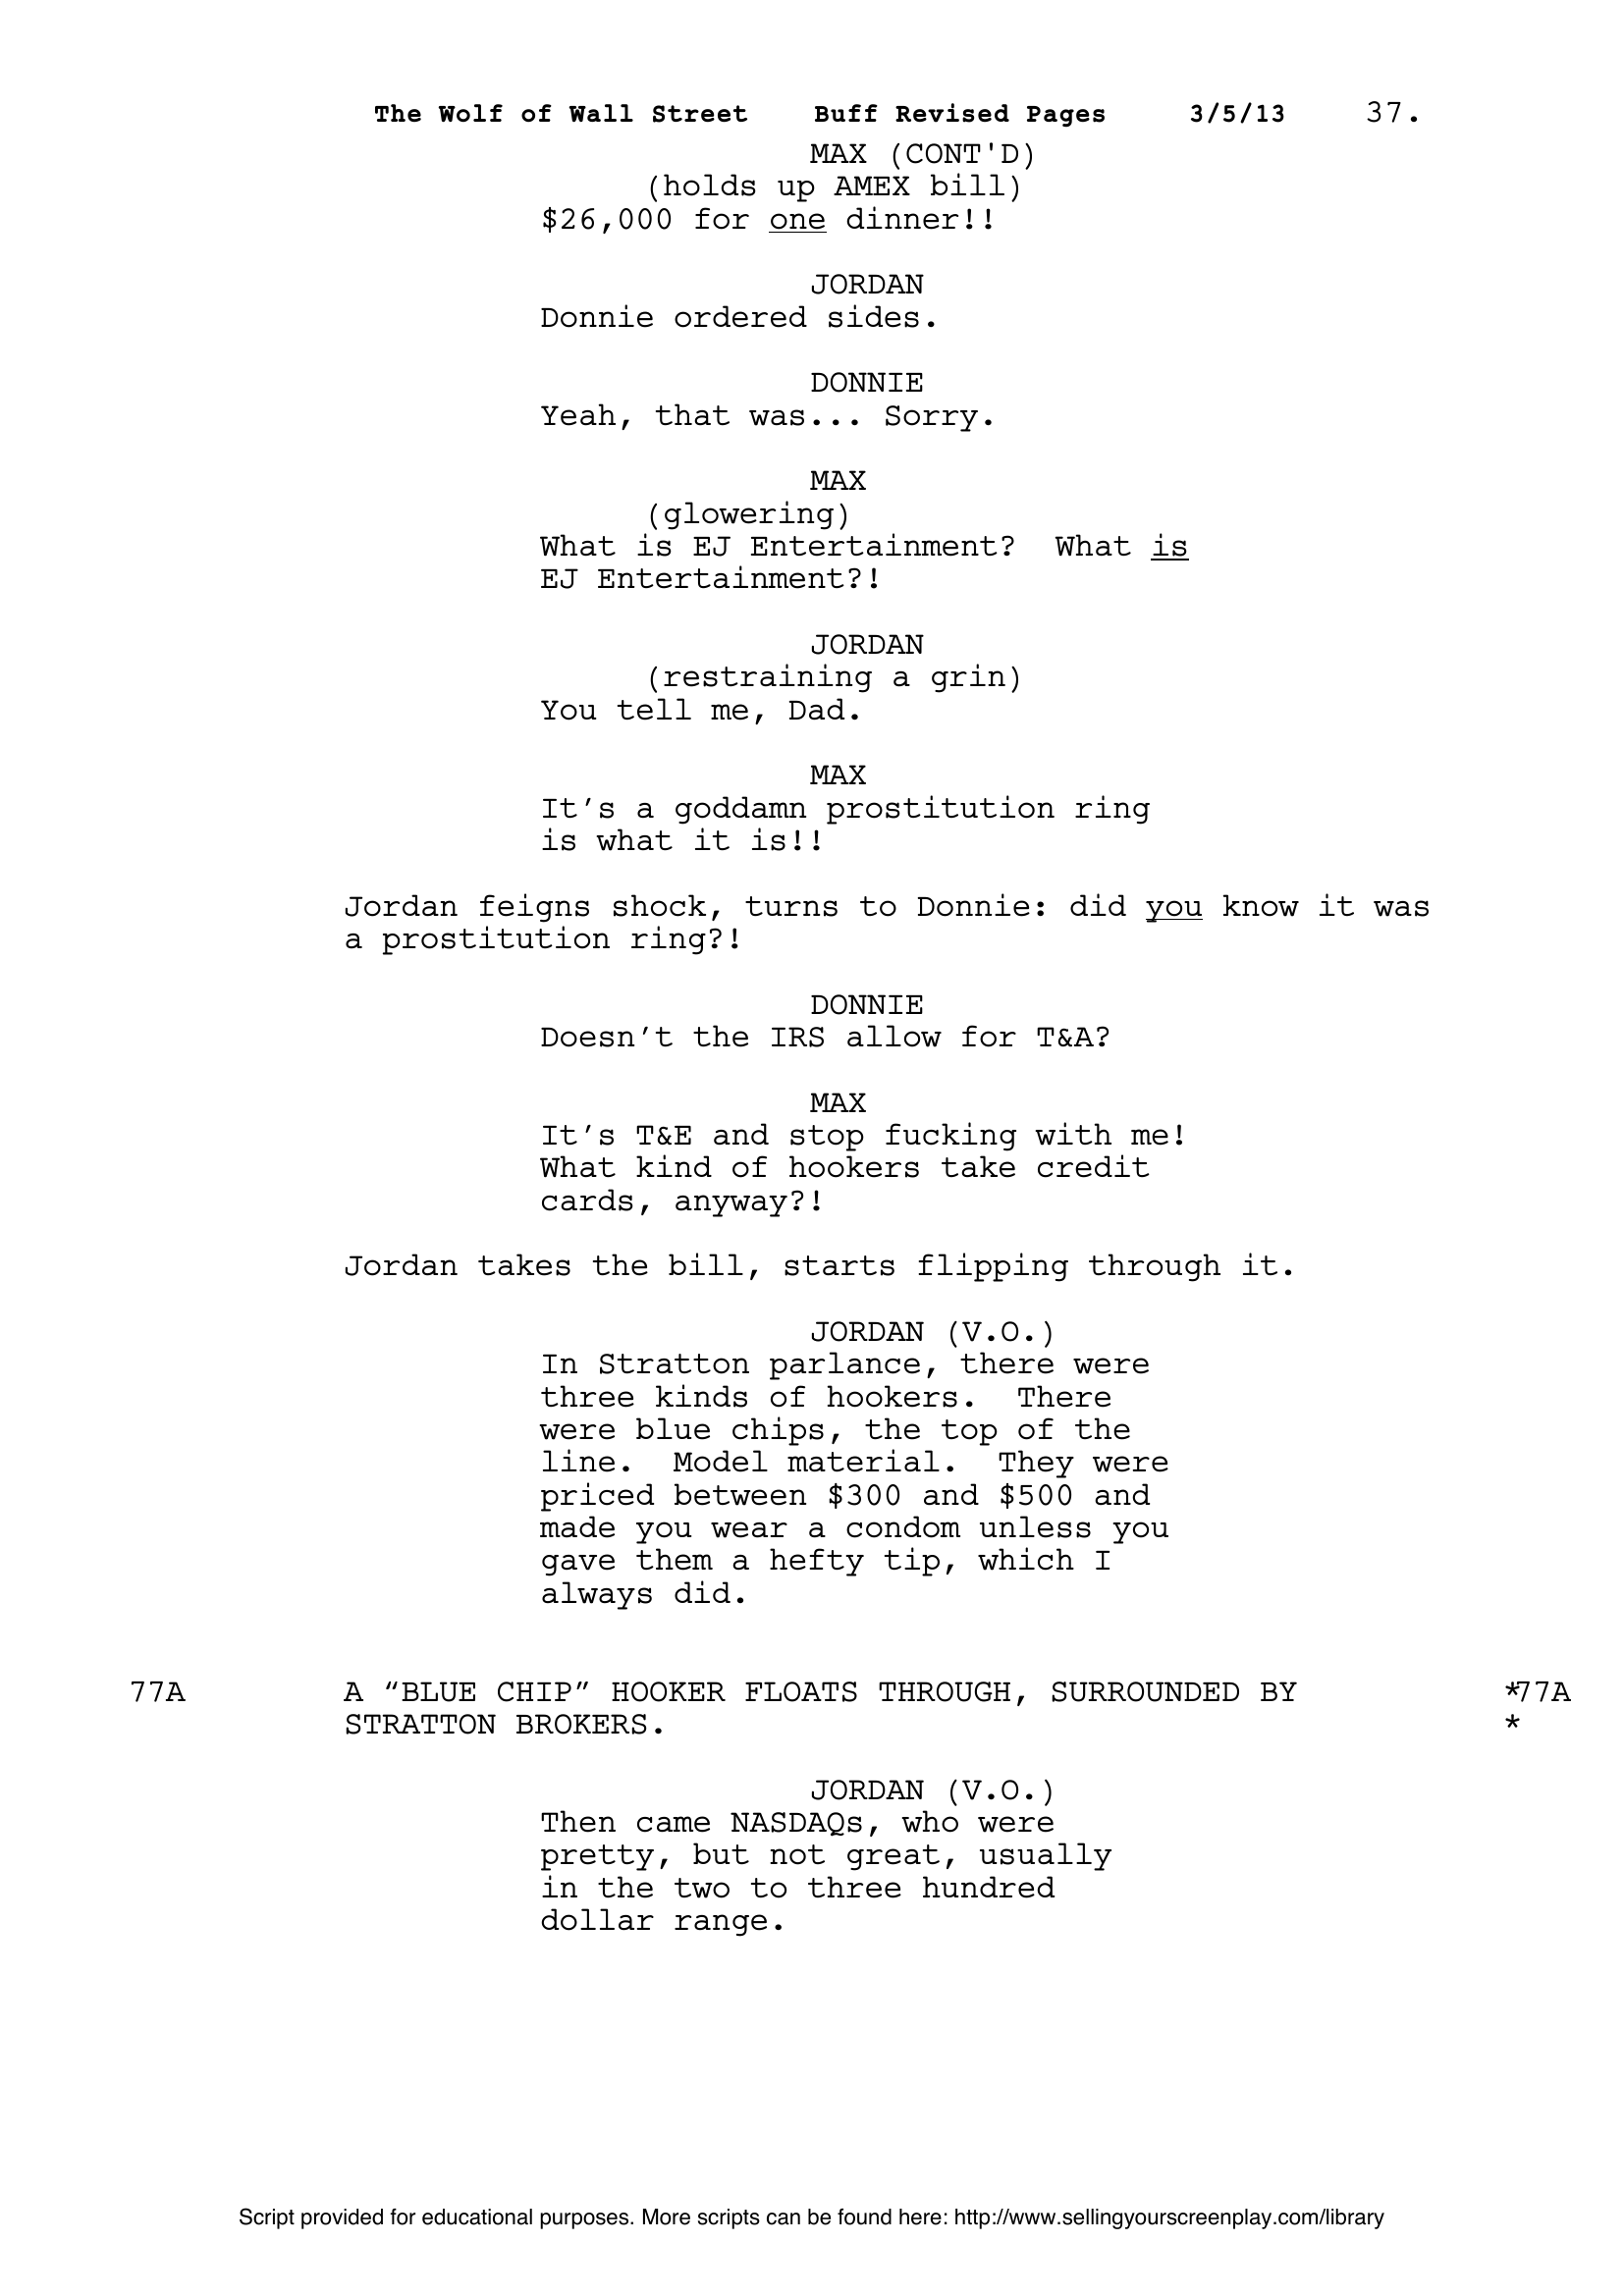 The Wolf of Wall Street Buff Revised Pages 3/5/13 37.
MAX (CONT'D)
(holds up AMEX bill)
$26,000 for one dinner!!
JORDAN
Donnie ordered sides.
DONNIE
Yeah, that was... Sorry.
MAX
(glowering)
What is EJ Entertainment?  What is
EJ Entertainment?!
JORDAN
(restraining a grin)
You tell me, Dad.
MAX
It’s a goddamn prostitution ring
is what it is!!
Jordan feigns shock, turns to Donnie: did you know it was
a prostitution ring?!
DONNIE
Doesn’t the IRS allow for T&A?
MAX
It’s T&E and stop fucking with me!
What kind of hookers take credit
cards, anyway?!
Jordan takes the bill, starts flipping through it.
JORDAN (V.O.)
In Stratton parlance, there were
three kinds of hookers.  There
were blue chips, the top of the
line.  Model material.  They were
priced between $300 and $500 and
made you wear a condom unless you
gave them a hefty tip, which I
always did.
77A A “BLUE CHIP” HOOKER FLOATS THROUGH, SURROUNDED BY *77A
STRATTON BROKERS. *
JORDAN (V.O.)
Then came NASDAQs, who were
pretty, but not great, usually
in the two to three hundred
dollar range.
Script provided for educational purposes. More scripts can be found here: http://www.sellingyourscreenplay.com/library